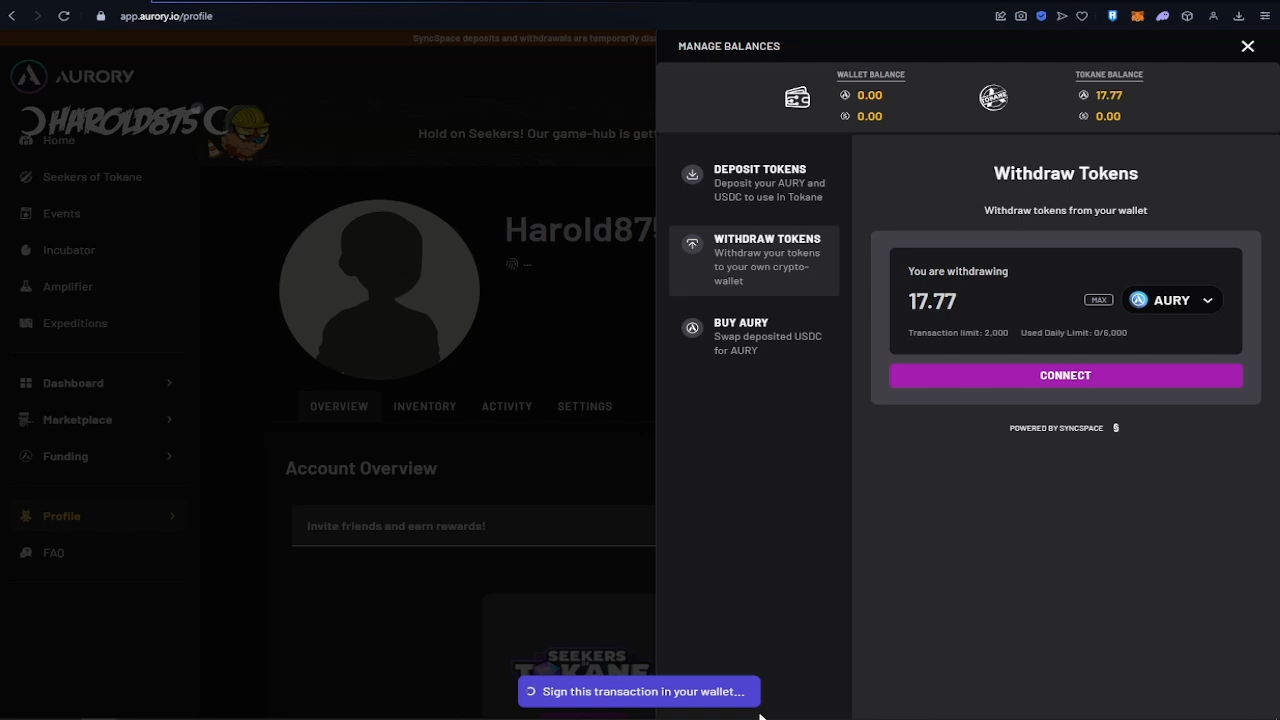 app.aurory.io/profile
SyncSpace deposits and withdrawals are temporarily disa
MANAGE BALANCES
AURORY
WALLET BALANCE
0.00
0.00
TOKANE
TOKANE BALANCE
17.77
0.00
HAROLD875
Hold on Seekers! Our game-hub is gett
Home
Seekers of Tokane
Events
Incubator
Amplifier
Expeditions
Dashboard
Marketplace
Funding
Profile
FAQ
Harold875
...
OVERVIEW
INVENTORY
ACTIVITY
SETTINGS
Account Overview
Invite friends and earn rewards!
SEEKERS OF
TOKANE
DEPOSIT TOKENS
Deposit your AURY and
USDC to use in Tokane
WITHDRAW TOKENS
Withdraw your tokens
to your own crypto-
wallet
BUY AURY
Swap deposited USDC
for AURY
Withdraw Tokens
Withdraw tokens from your wallet
You are withdrawing
17.77
MAX
AURY
Transaction limit: 2,000 Used Daily Limit: 0/6,000
CONNECT
POWERED BY SYNCSPACE
Sign this transaction in your wallet...